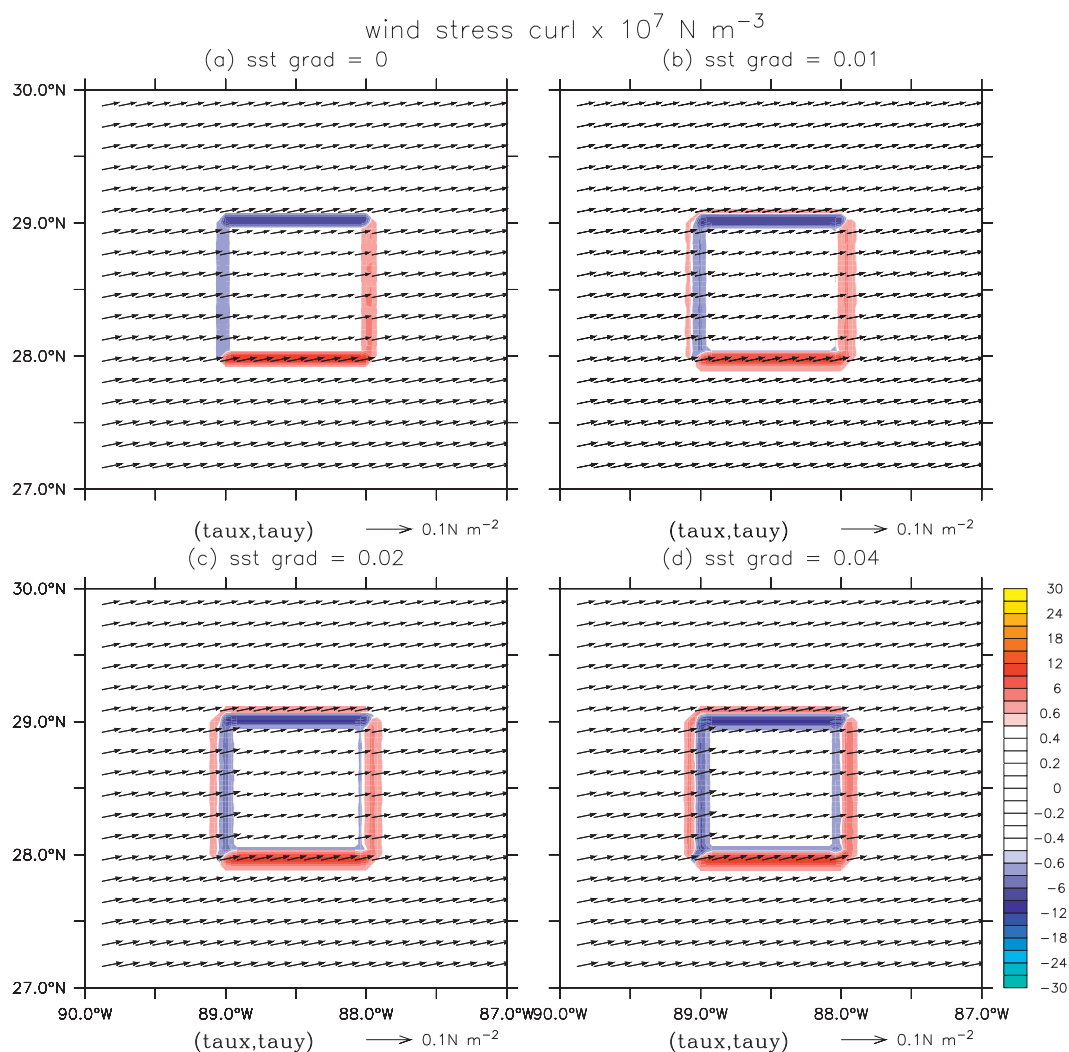 wind stress curl x 10⁷ N m⁻³
(a) sst grad = 0
(b) sst grad = 0.01
30.0°N
29.0°N
28.0°N
27.0°N
(taux,tauy) 0.1N m⁻²
(taux,tauy) 0.1N m⁻²
(c) sst grad = 0.02
(d) sst grad = 0.04
30.0°N
29.0°N
28.0°N
27.0°N
90.0°W 89.0°W 88.0°W 87.0°W
90.0°W 89.0°W 88.0°W 87.0°W
(taux,tauy) 0.1N m⁻²
(taux,tauy) 0.1N m⁻²
30
24
18
12
6
0.6
0.4
0.2
0
-0.2
-0.4
-0.6
-6
-12
-18
-24
-30